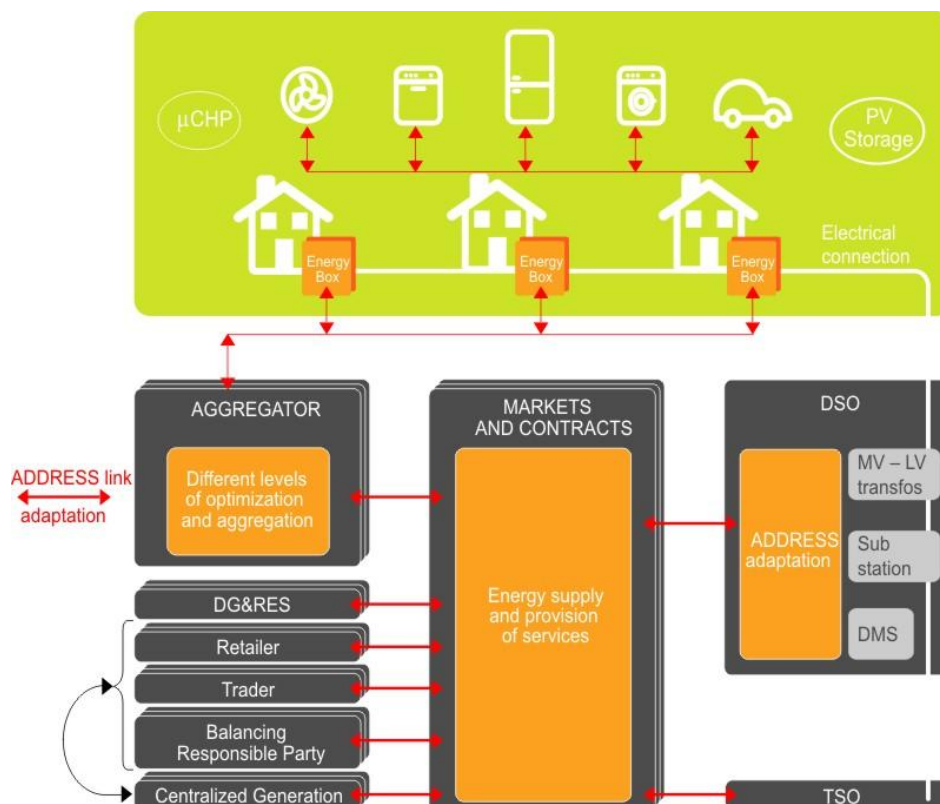 μCHP
PV
Storage
Electrical
connection
Energy
Box
Energy
Box
Energy
Box
AGGREGATOR
Different levels
of optimization
and aggregation
ADDRESS link
adaptation
MARKETS
AND CONTRACTS
Energy supply
and provision
of services
DSO
ADDRESS
adaptation
MV – LV
transfos
Sub
station
DMS
DG&RES
Retailer
Trader
Balancing
Responsible Party
Centralized Generation
TSO